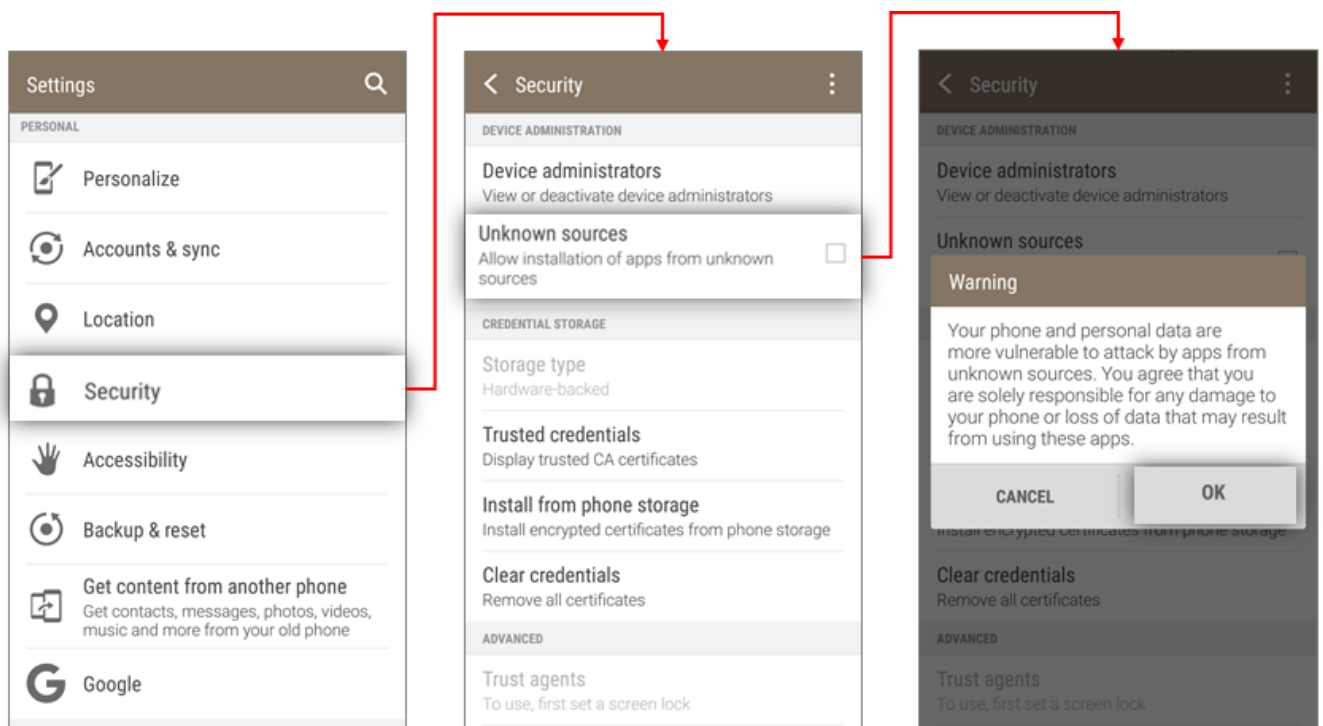 Settings
PERSONAL
Personalize
Accounts & sync
Location
Security
Accessibility
Backup & reset
Get content from another phone
Get contacts, messages, photos, videos,
music and more from your old phone
Google
Security
DEVICE ADMINISTRATION
Device administrators
View or deactivate device administrators
Unknown sources
Allow installation of apps from unknown
sources
CREDENTIAL STORAGE
Storage type
Hardware-backed
Trusted credentials
Display trusted CA certificates
Install from phone storage
Install encrypted certificates from phone storage
Clear credentials
Remove all certificates
ADVANCED
Trust agents
To use, first set a screen lock
Security
DEVICE ADMINISTRATION
Device administrators
View or deactivate device administrators
Unknown sources
Warning
Your phone and personal data are
more vulnerable to attack by apps from
unknown sources. You agree that you
are solely responsible for any damage to
your phone or loss of data that may result
from using these apps.
CANCEL
OK
Install encrypted certificates from phone storage
Clear credentials
Remove all certificates
ADVANCED
Trust agents
To use, first set a screen lock